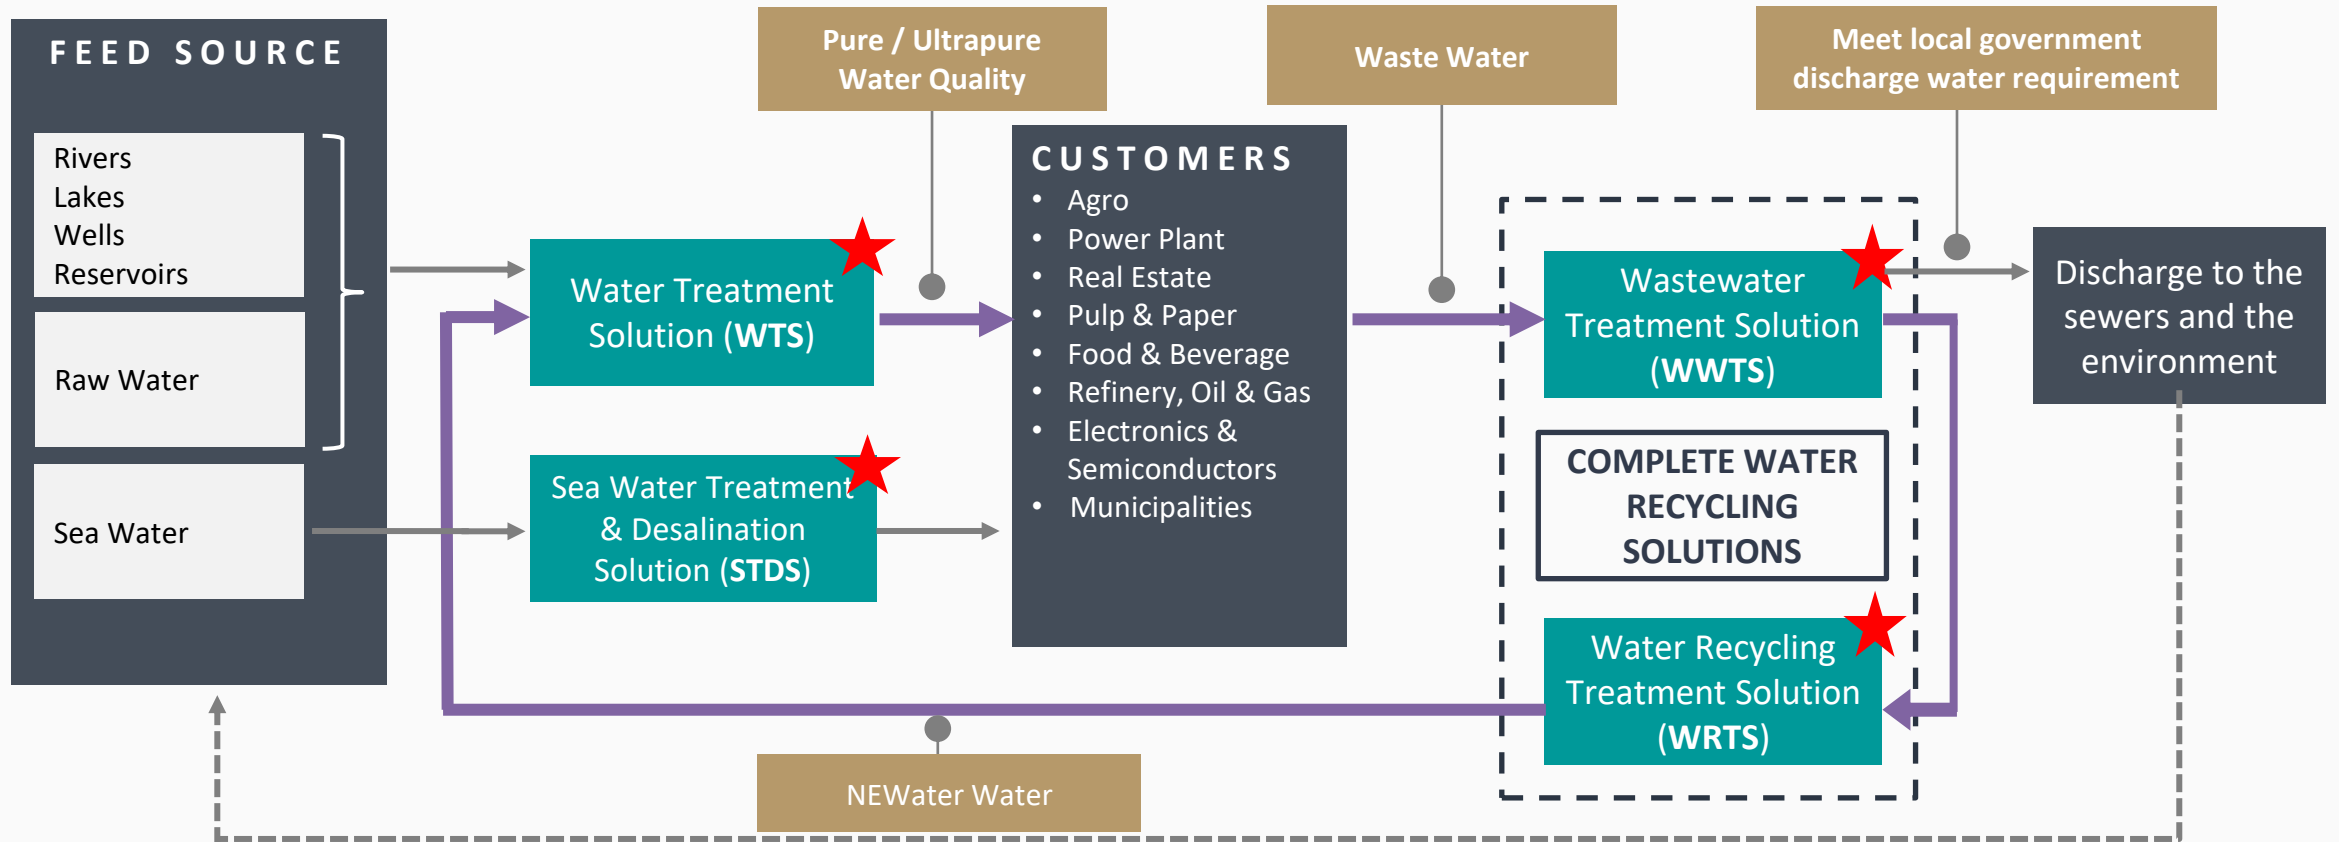 FEED SOURCE
Rivers
Lakes
Wells
Reservoirs
Raw Water
Sea Water
Water Treatment
Solution (WTS)
Sea Water Treatment
& Desalination
Solution (STDS)
Pure / Ultrapure
Water Quality
CUSTOMERS
• Agro
• Power Plant
• Real Estate
• Pulp & Paper
• Food & Beverage
• Refinery, Oil & Gas
• Electronics &
Semiconductors
• Municipalities
Waste Water
Wastewater
Treatment Solution
(WWTS)
COMPLETE WATER
RECYCLING
SOLUTIONS
Water Recycling
Treatment Solution
(WRTS)
Meet local government
discharge water requirement
Discharge to the
sewers and the
environment
NEWater Water